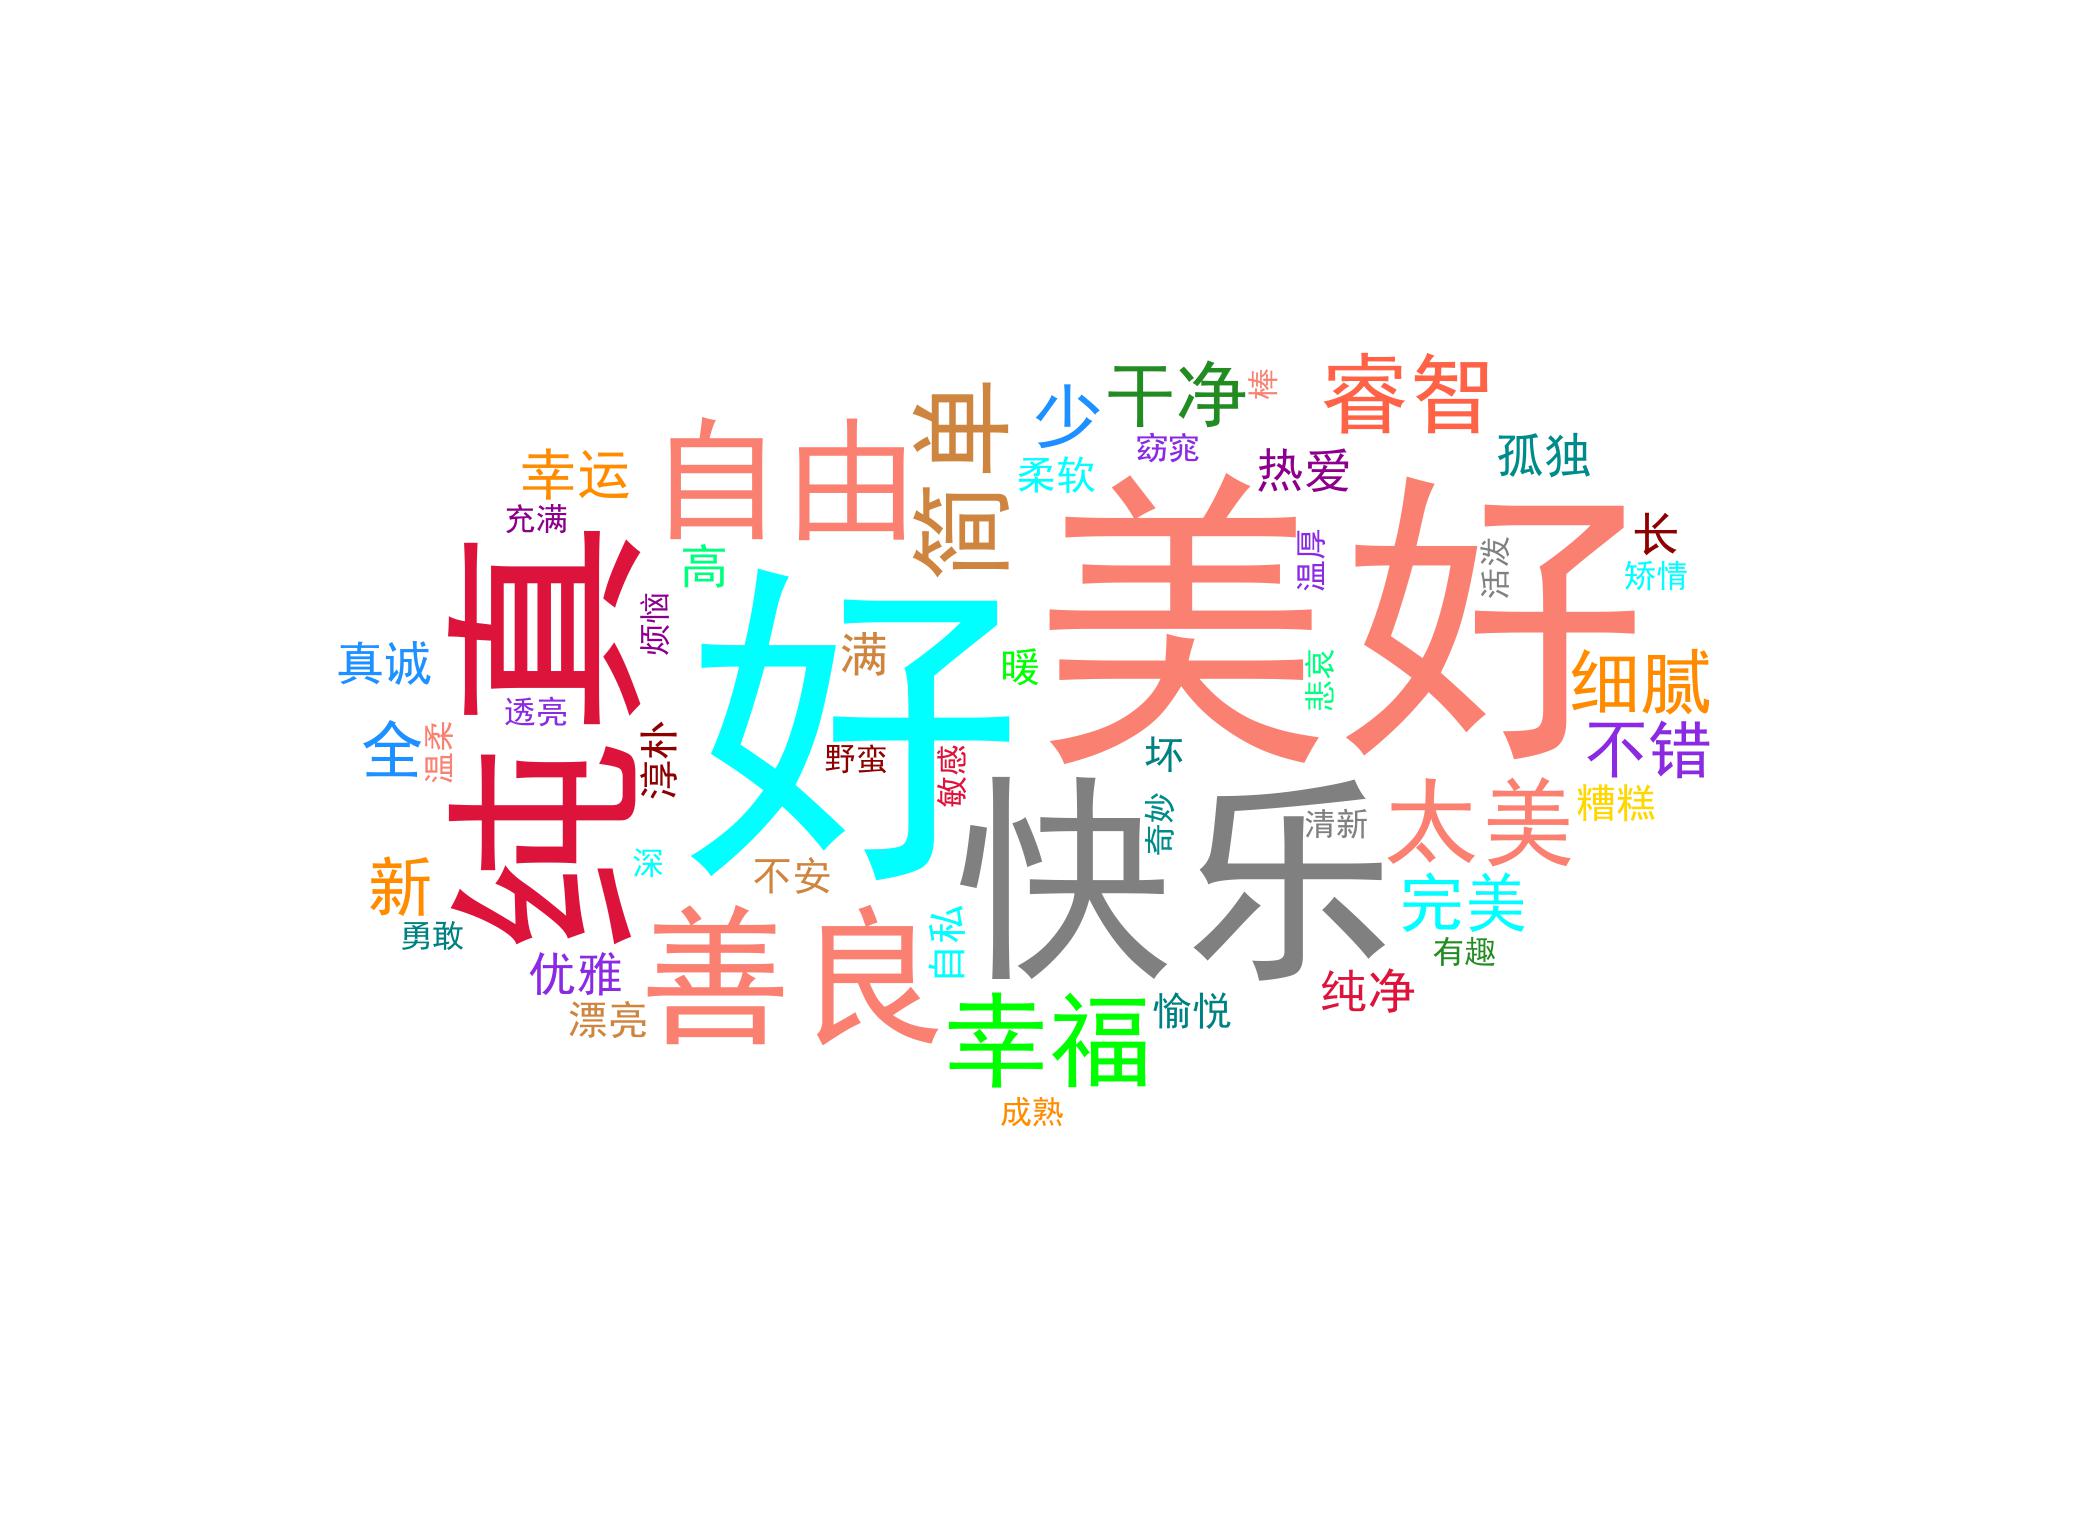 睿智
干净
棒
少
简单
自由
窈窕
孤独
热爱
幸运
柔软
充满
美好
长
高
温厚
活泼
矫情
纯真
烦恼
好
满
真诚
暖
悲哀
细腻
透亮
全
温柔
淳朴
野蛮
敏感
坏
不错
快乐
太美
糟糕
奇妙
清新
深
不安
新
完美
勇敢
善良
自私
有趣
优雅
纯净
漂亮
幸福
愉悦
成熟